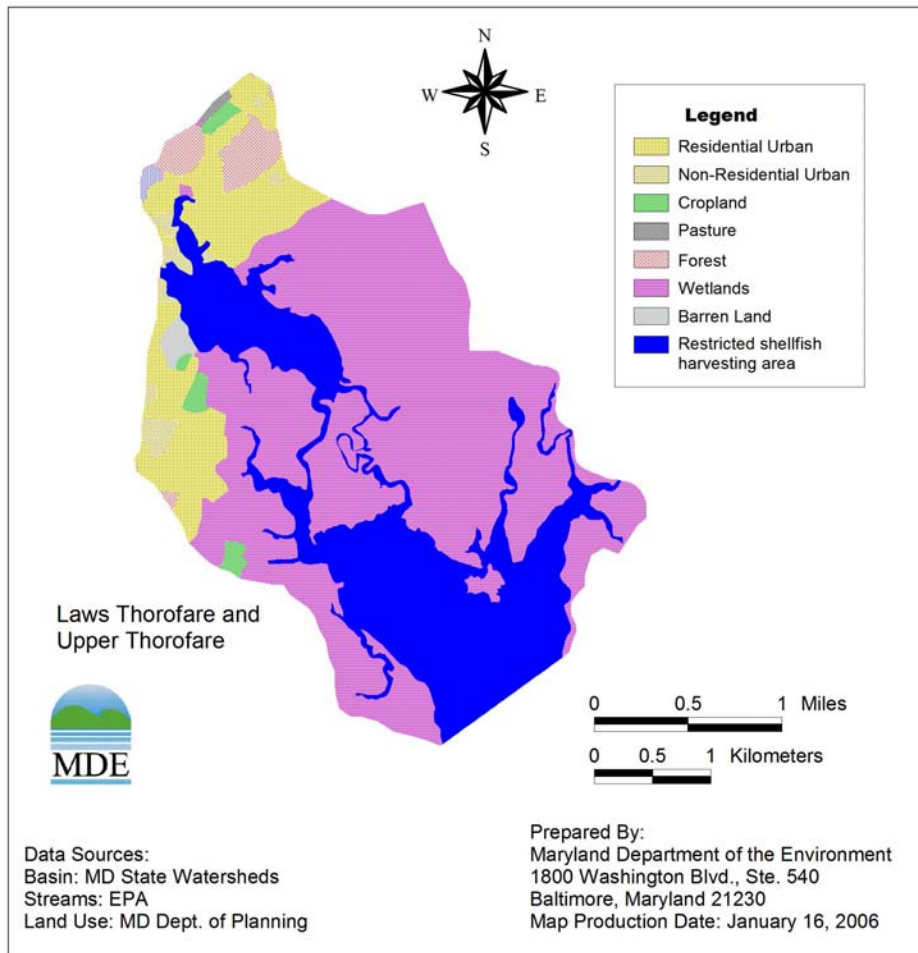 N
W E
S
Legend
Residential Urban
Non-Residential Urban
Cropland
Pasture
Forest
Wetlands
Barren Land
Restricted shellfish
harvesting area
Laws Thorofare and
Upper Thorofare
MDE
0 0.5 1 Miles
0 0.5 1 Kilometers
Data Sources:
Basin: MD State Watersheds
Streams: EPA
Land Use: MD Dept. of Planning
Prepared By:
Maryland Department of the Environment
1800 Washington Blvd., Ste. 540
Baltimore, Maryland 21230
Map Production Date: January 16, 2006